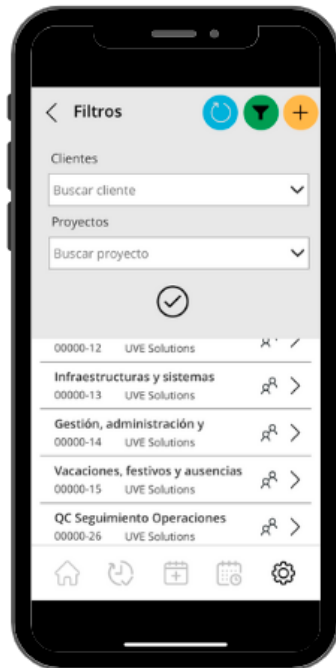 Filtros
Clientes
Buscar cliente
Proyectos
Buscar proyecto
00000-12 UVE Solutions
Infraestructuras y sistemas
00000-13 UVE Solutions
Gestión, administración y
00000-14 UVE Solutions
Vacaciones, festivos y ausencias
00000-15 UVE Solutions
QC Seguimiento Operaciones
00000-26 UVE Solutions